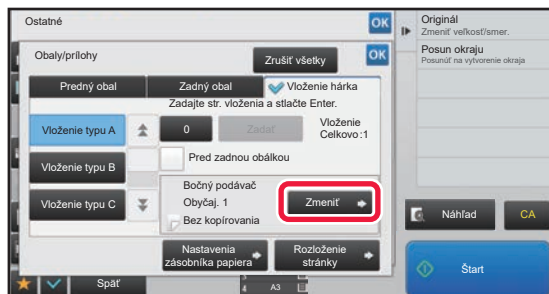 Ostatné
OK
Obaly/prílohy
Zrušiť všetky
OK
Predný obal
Zadný obal
Vloženie hárka
Zadajte str. vloženia a stlačte Enter.
Vloženie typu A
0
Zadať
Vloženie
Celkovo:1
Vloženie typu B
Pred zadnou obálkou
Vloženie typu C
Bočný podávač
Obyčaj. 1
Bez kopírovania
Zmeniť
Nastavenia
zásobníka papiera
Rozloženie
stránky
Späť
4
A3
Originál
Zmeniť veľkosť/smer.
Posun okraju
Posunúť na vytvorenie okraja
Náhľad
CA
Štart